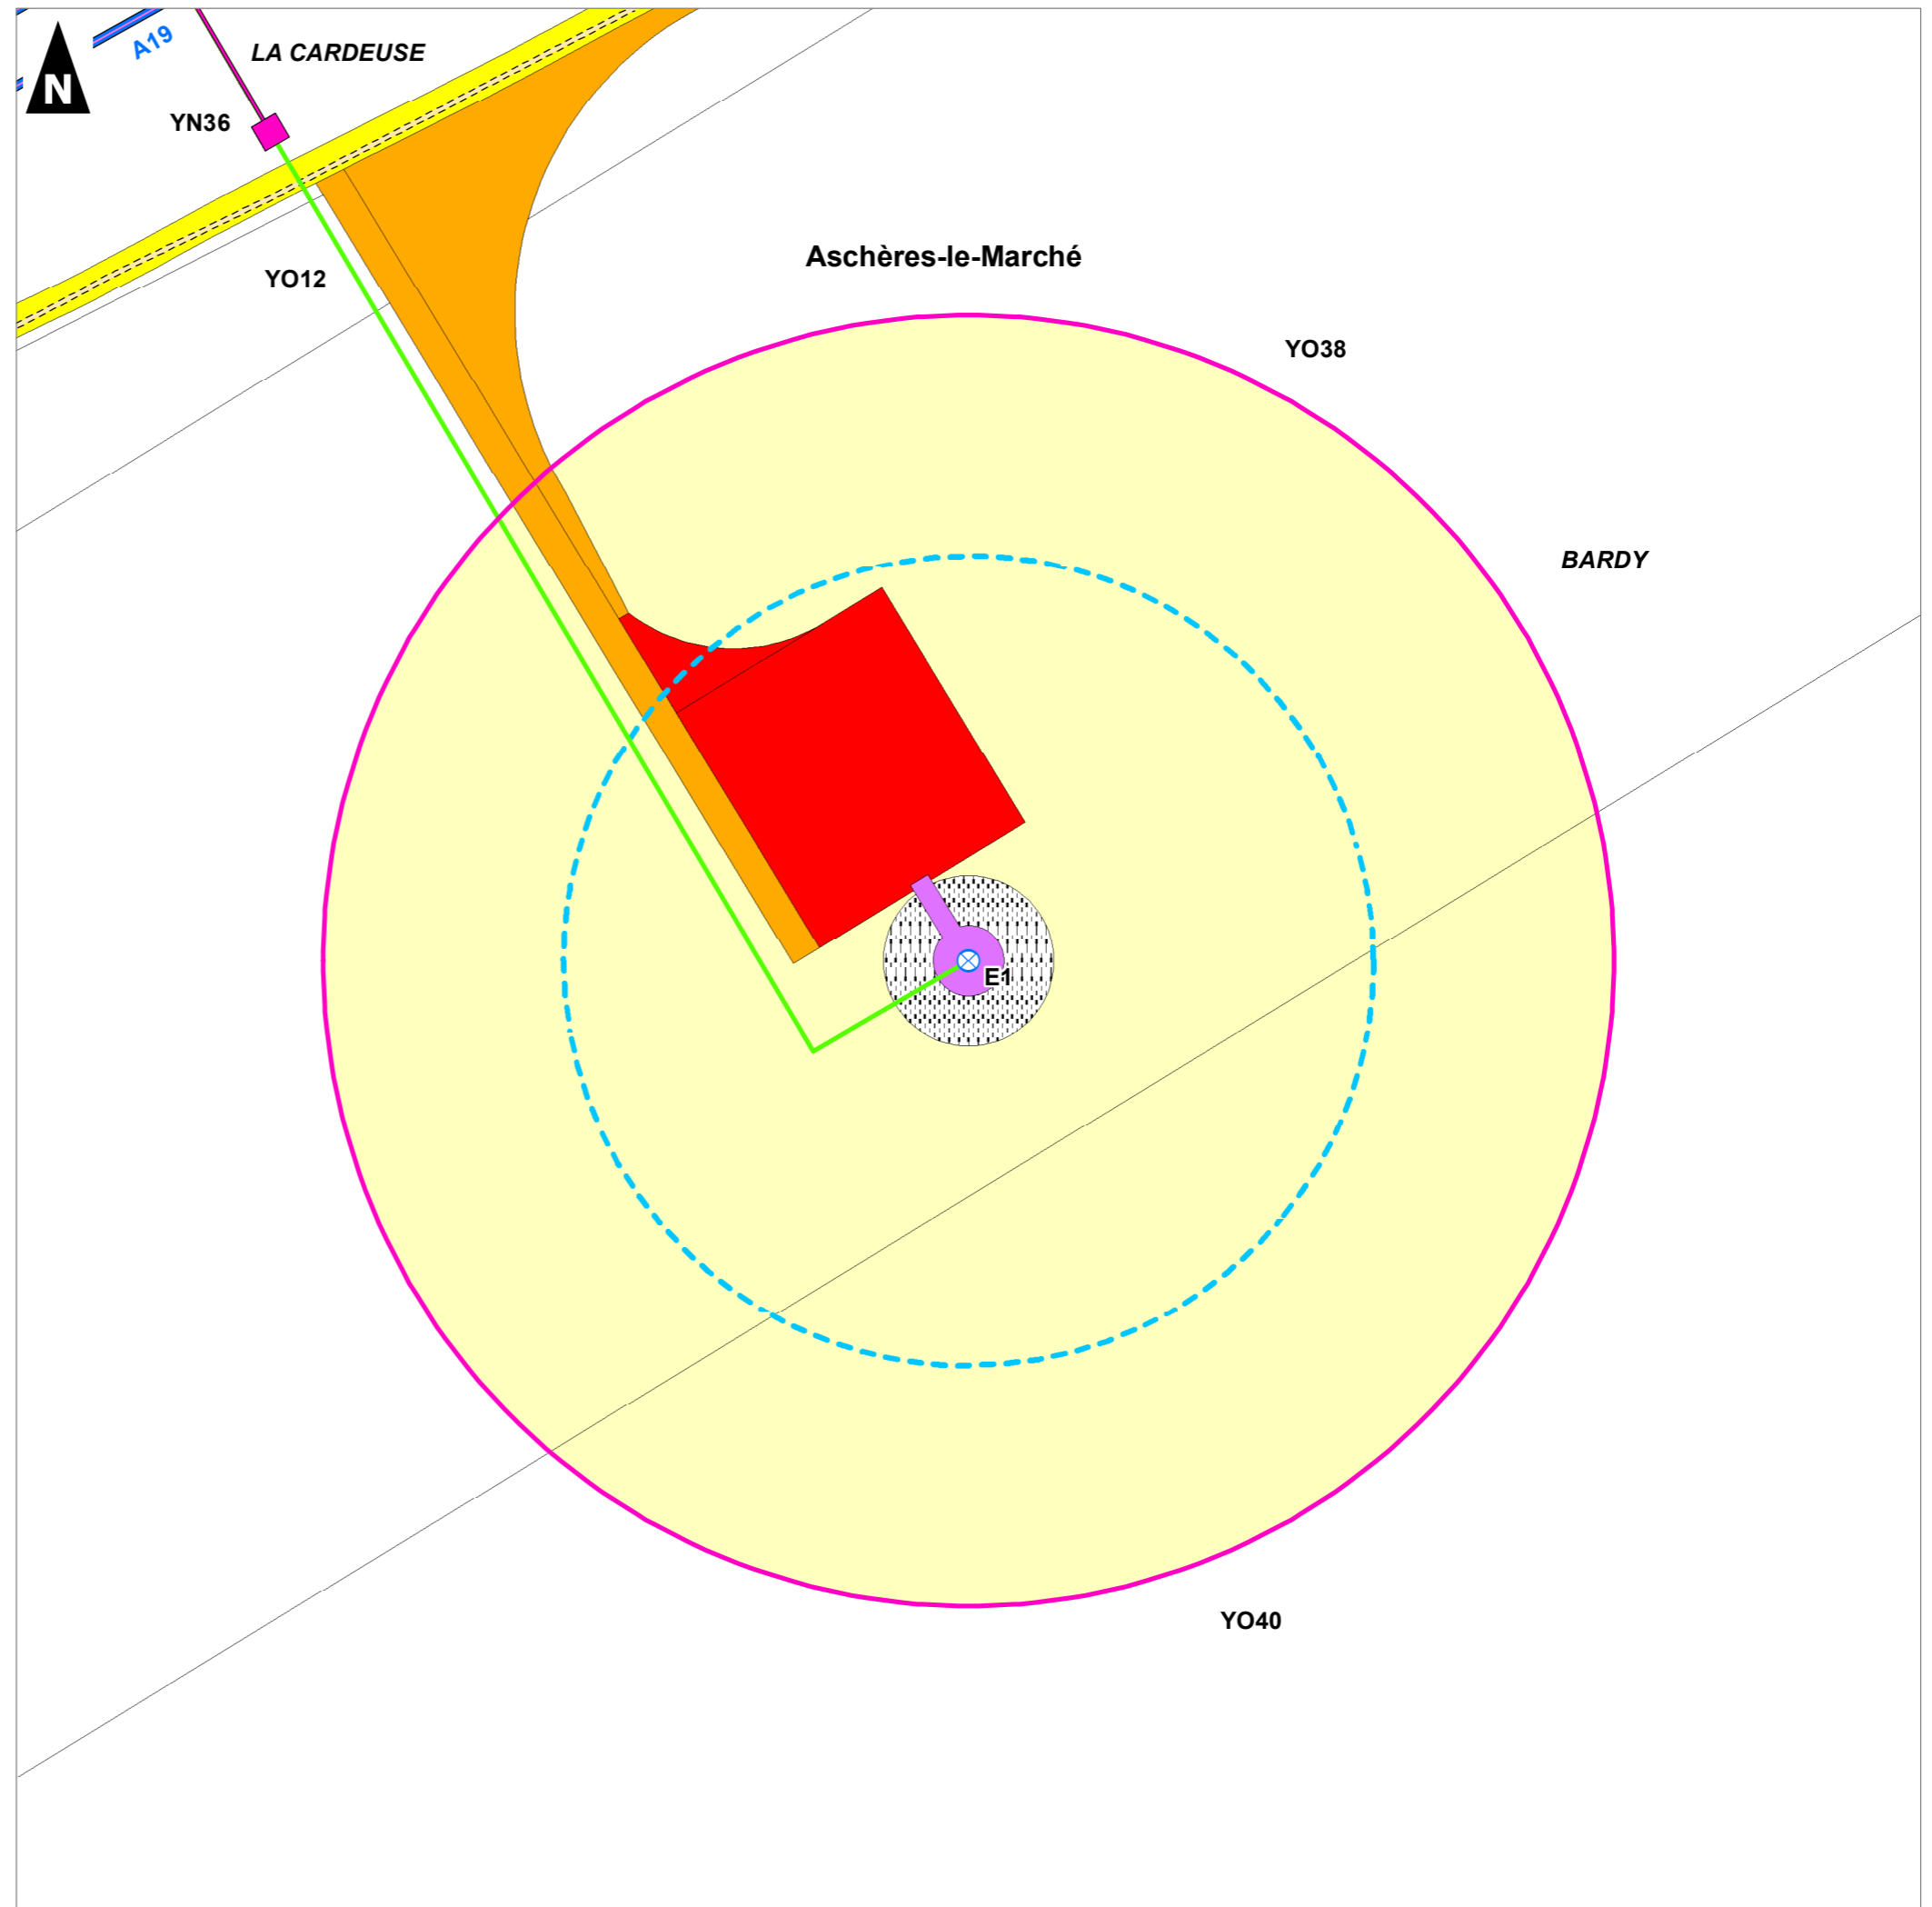 A19
LA CARDEUSE
N
YN36
Aschères-le-Marché
YO12
YO38
BARDY
E1
YO40